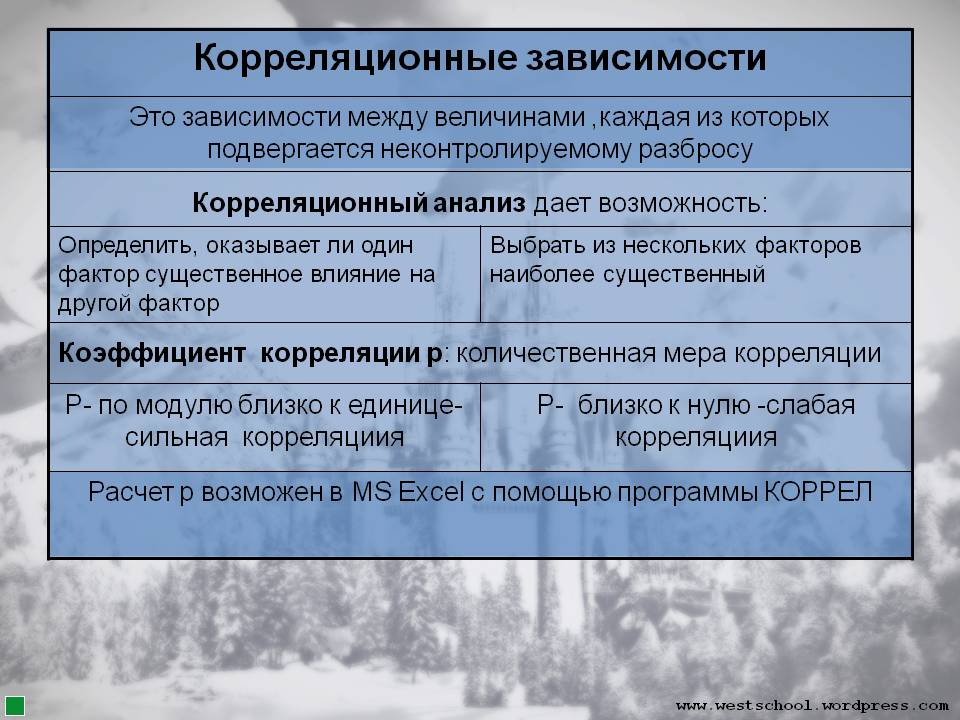 Корреляционные зависимости
Это зависимости между величинами ,каждая из которых
подвергается неконтролируемому разбросу
Корреляционный анализ дает возможность:
Определить, оказывает ли один
фактор существенное влияние на
другой фактор
Выбрать из нескольких факторов
наиболее существенный
Коэффициент корреляции р: количественная мера корреляции
Р- по модулю близко к единице-
сильная корреляциия
Р- близко к нулю -слабая
корреляциия
Расчет р возможен в MS Excel с помощью программы КОРРЕЛ
www.westschool.wordpress.com